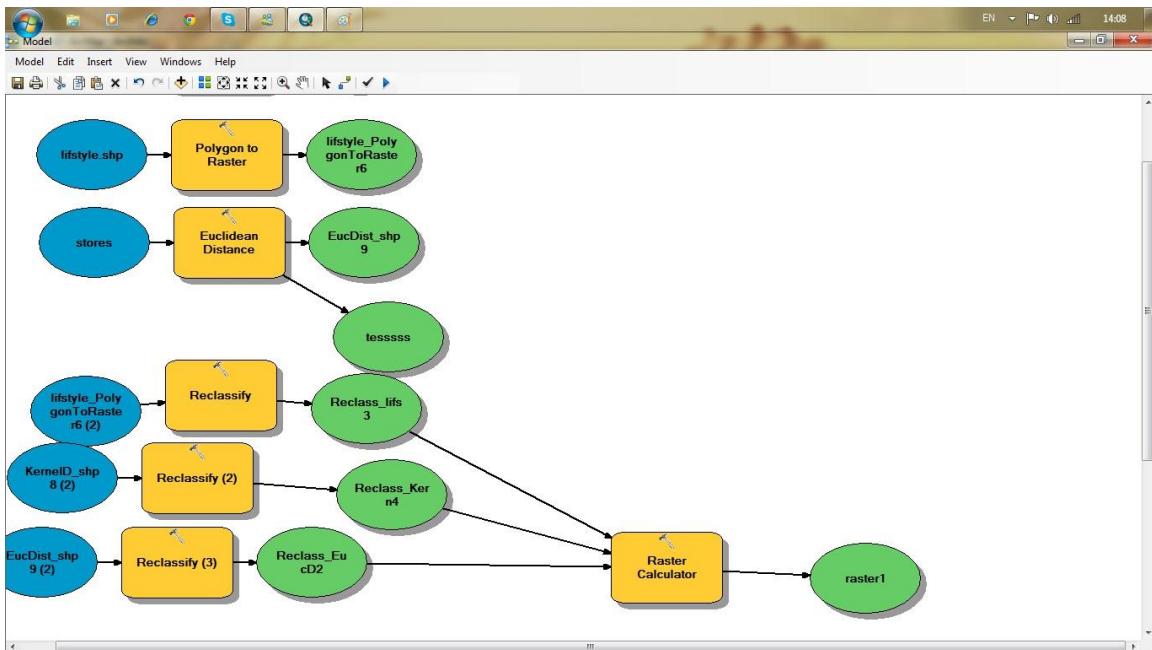 EN
14:08
Model
Model Edit Insert View Windows Help
lifstyle.shp
Polygon to
Raster
lifstyle_Poly
gonToRaste
r6
stores
Euclidean
Distance
EucDist_shp
9
tesssss
lifstyle_Poly
gonToRaste
r6 (2)
Reclassify
Reclass_lifs
3
KernelD_shp
8 (2)
Reclassify (2)
Reclass_Ker
n4
EucDist_shp
9 (2)
Reclassify (3)
Reclass_Eu
cD2
Raster
Calculator
raster1